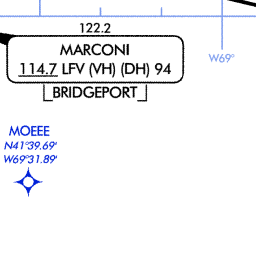 122.2
MARCONI
114.7 LFV (VH) (DH) 94
BRIDGEPORT
W69°
MOEEE
N41°39.69'
W69°31.89'